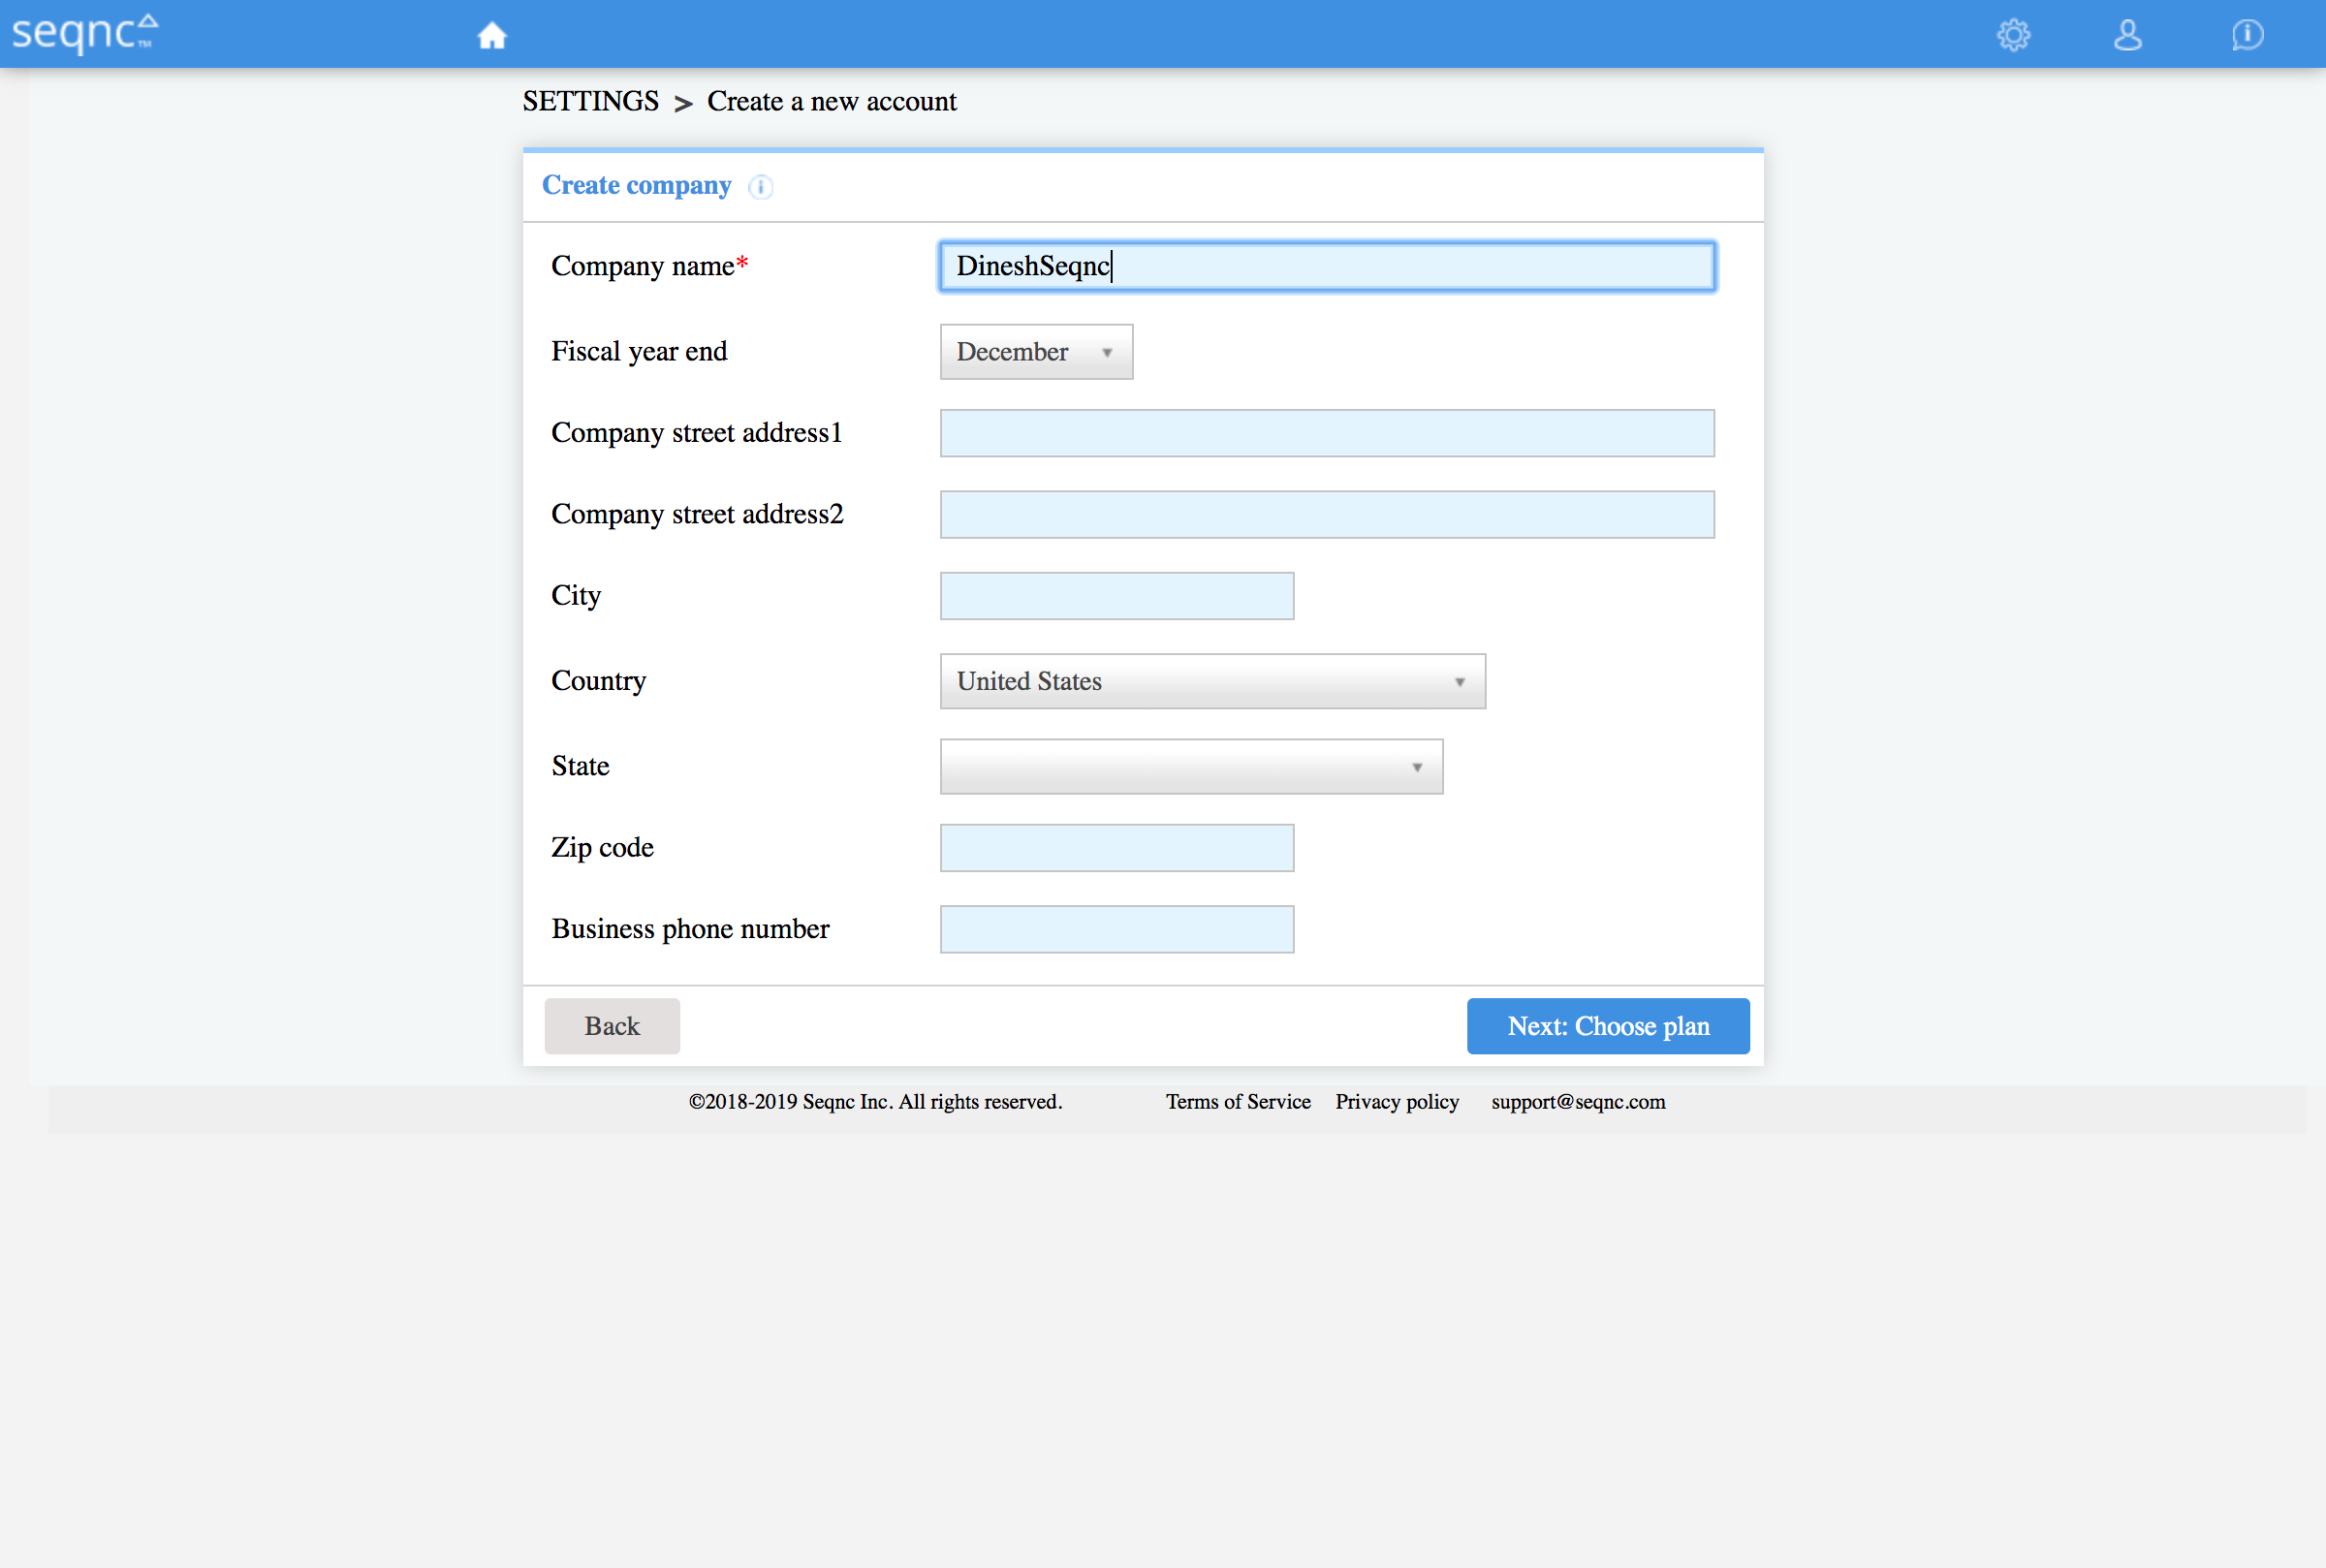 seqnc™
SETTINGS > Create a new account
Create company
Company name* DineshSeqnc
Fiscal year end December
Company street address1
Company street address2
City
Country United States
State
Zip code
Business phone number
Back Next: Choose plan
©2018-2019 Seqnc Inc. All rights reserved. Terms of Service Privacy policy support@seqnc.com